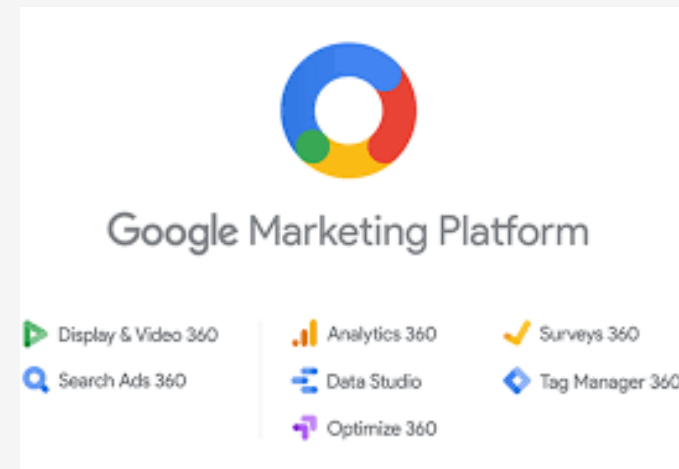 Google Marketing Platform
Display & Video 360
Search Ads 360
Analytics 360
Data Studio
Optimize 360
Surveys 360
Tag Manager 360